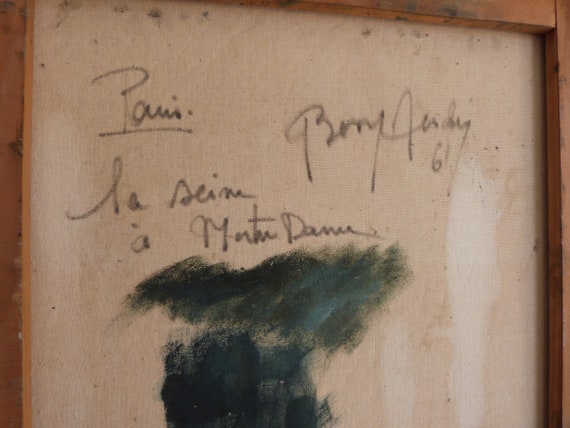 Paris.
61
la seine
à Notre Dame